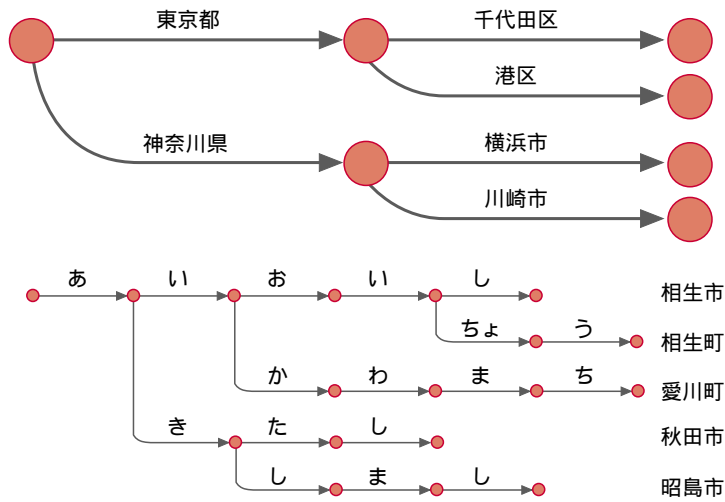 東京都 千代田区
港区
神奈川県 横浜市
川崎市
あ い お い し 相生市
ちょ う 相生町
か わ ま ち 愛川町
き た し 秋田市
し ま し 昭島市